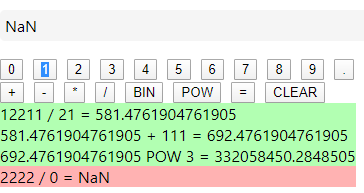 NaN
0 1 2 3 4 5 6 7 8 9 .
+ - * / BIN POW = CLEAR
12211 / 21 = 581.4761904761905
581.4761904761905 + 111 = 692.4761904761905
692.4761904761905 POW 3 = 332058450.2848505
2222 / 0 = NaN